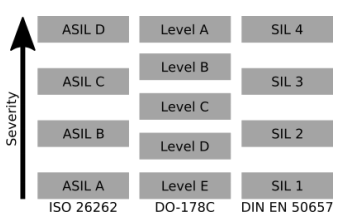 ASIL D Level A SIL 4
Level B
ASIL C SIL 3
Level C
ASIL B SIL 2
Level D
ASIL A Level E SIL 1
Severity
ISO 26262 DO-178C DIN EN 50657